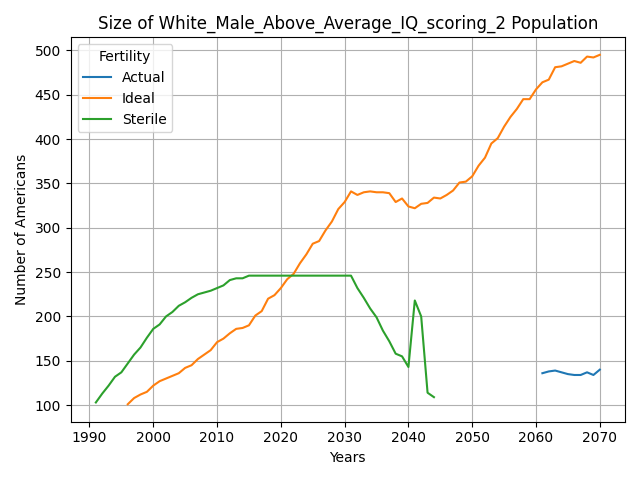 Size of White_Male_Above_Average_IQ_scoring_2 Population
Fertility
Actual
Ideal
Sterile
Number of Americans
500
450
400
350
300
250
200
150
100
1990 2000 2010 2020 2030 2040 2050 2060 2070
Years